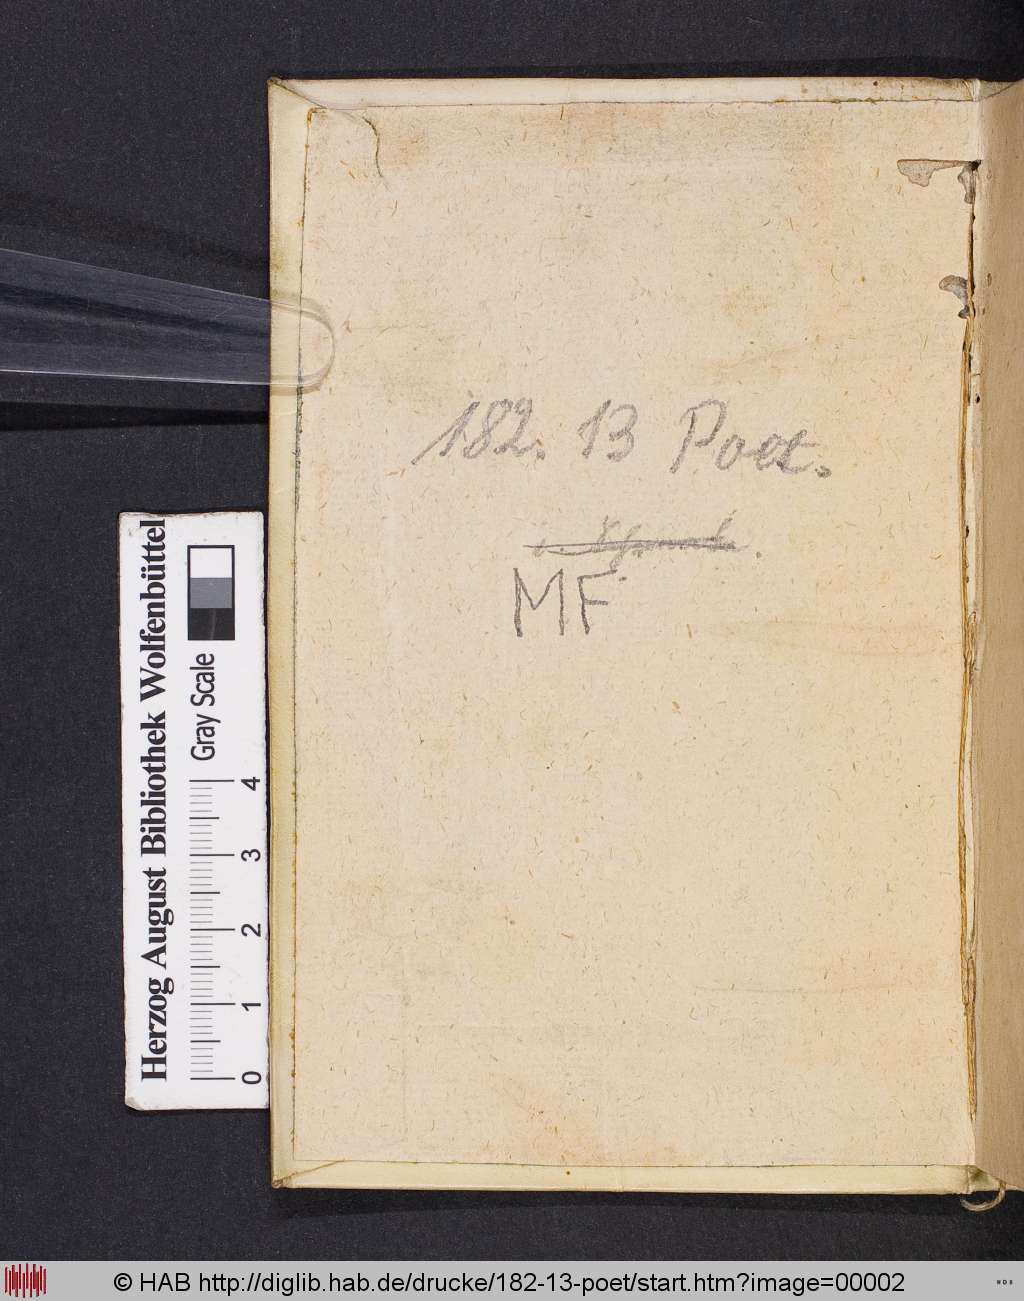 182. 13 Poet.
MF
Herzog August Bibliothek Wolfenbüttel
Gray Scale
0 1 2 3 4
© HAB http://diglib.hab.de/drucke/182-13-poet/start.htm?image=00002